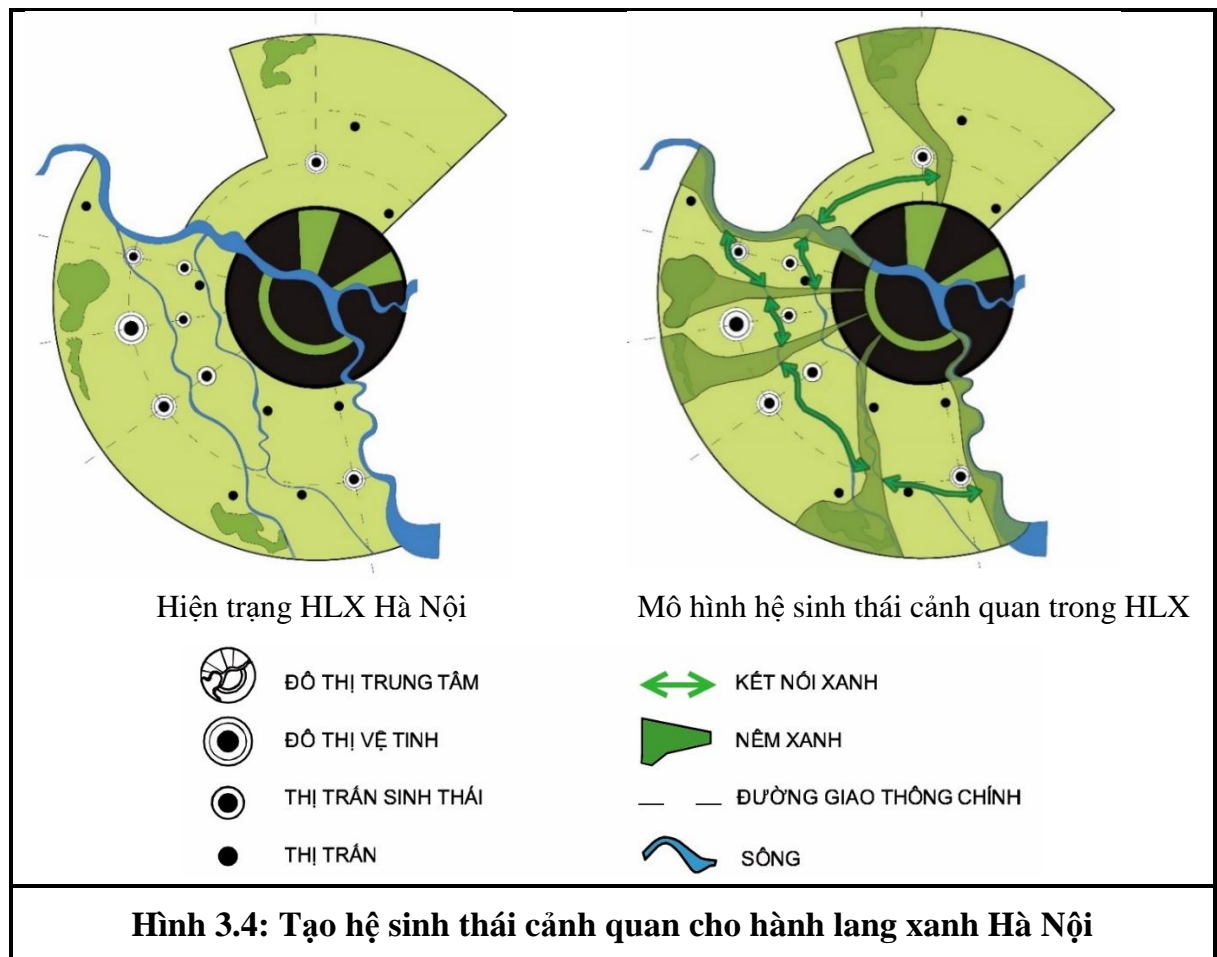 Hiện trạng HLX Hà Nội
Mô hình hệ sinh thái cảnh quan trong HLX
ĐÔ THỊ TRUNG TÂM
ĐÔ THỊ VỆ TINH
THỊ TRẤN SINH THÁI
THỊ TRẤN
KẾT NỐI XANH
NÊM XANH
ĐƯỜNG GIAO THÔNG CHÍNH
SÔNG
Hình 3.4: Tạo hệ sinh thái cảnh quan cho hành lang xanh Hà Nội